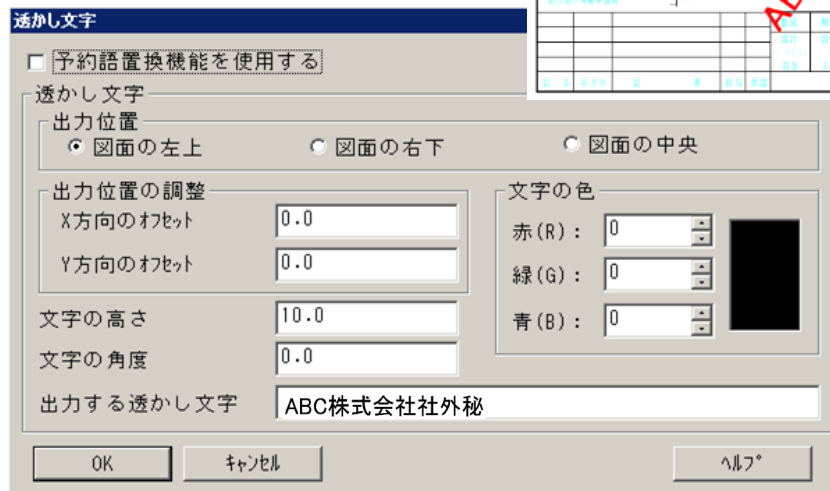 透かし文字
予約語置換機能を使用する
透かし文字
出力位置
図面の左上 図面の右下 図面の中央
出力位置の調整
X方向のｵﾌｾｯﾄ 0.0
Y方向のｵﾌｾｯﾄ 0.0
文字の色
赤(R): 0
緑(G): 0
青(B): 0
文字の高さ 10.0
文字の角度 0.0
出力する透かし文字 ABC株式会社社外秘
OK ｷｬﾝｾﾙ ﾍﾙﾌﾟ